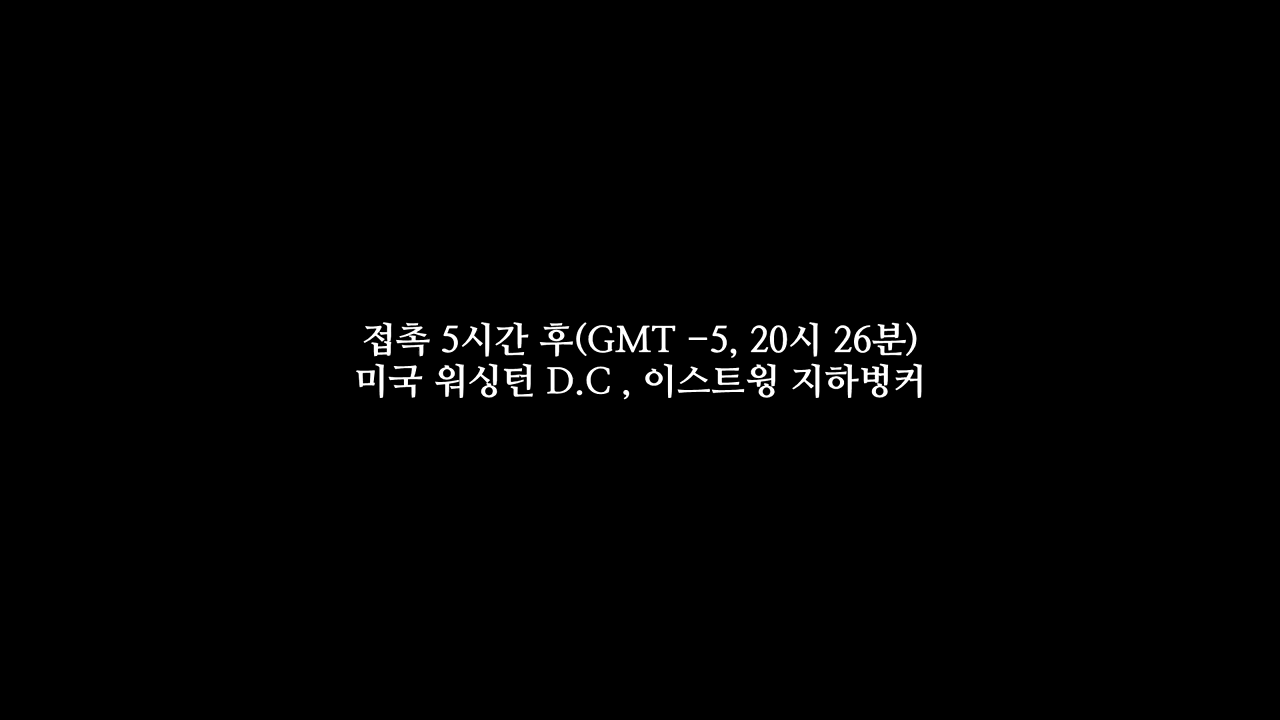 접촉 5시간 후(GMT -5, 20시 26분)
미국 워싱턴 D.C , 이스트윙 지하벙커